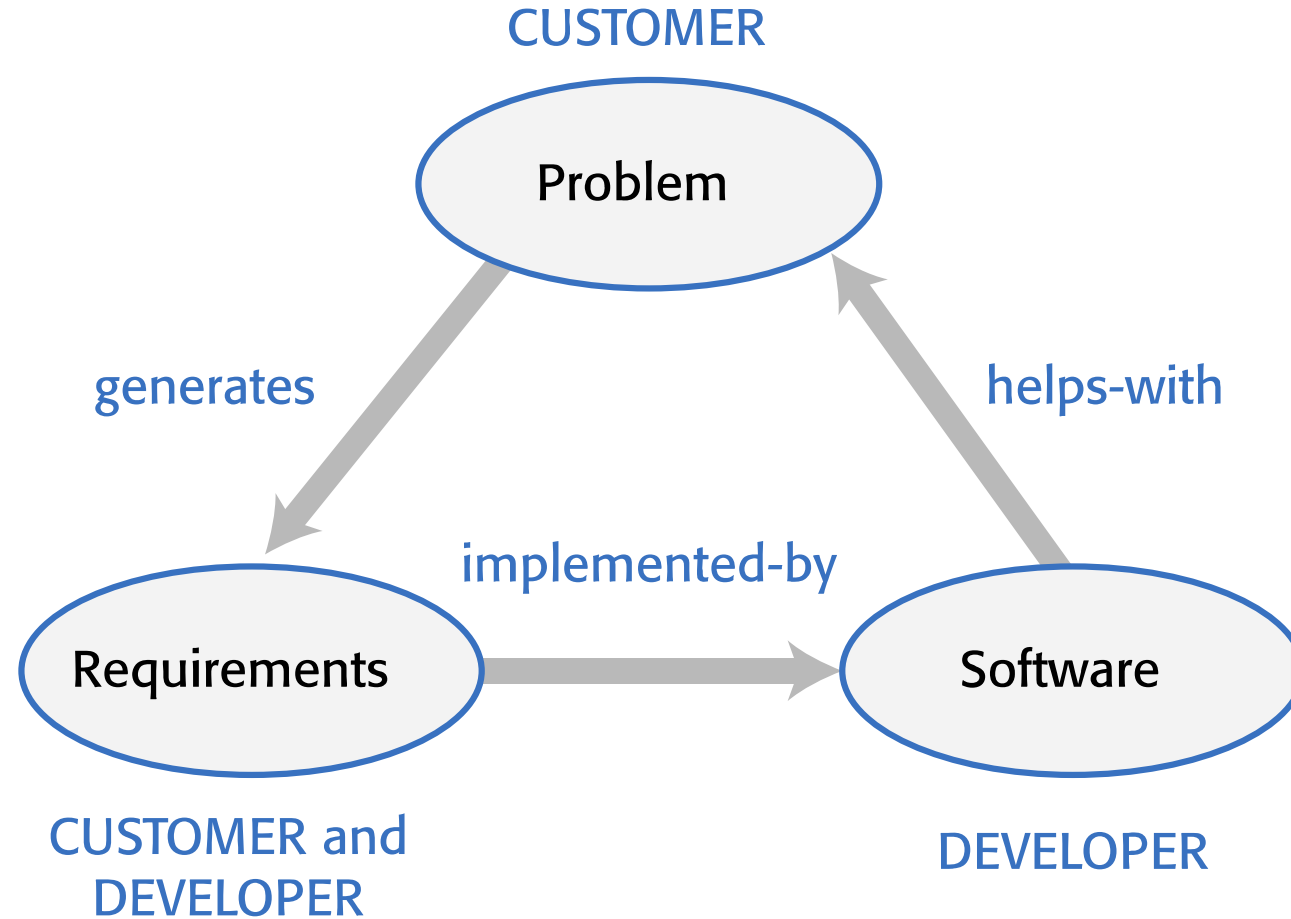 CUSTOMER
Problem
generates
helps-with
implemented-by
Requirements
Software
CUSTOMER and
DEVELOPER
DEVELOPER